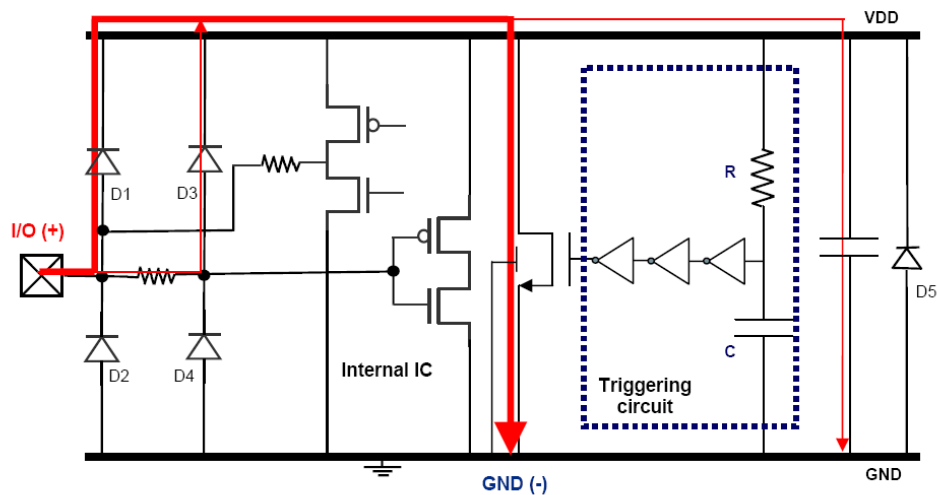 VDD
D1
D3
R
I/O (+)
D5
D2
D4
Internal IC
C
Triggering
circuit
GND
GND (-)